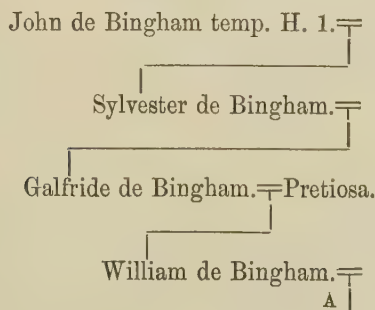 John de Bingham temp. H. 1.
Sylvester de Bingham.
Galfride de Bingham. Pretiosa.
William de Bingham.
A